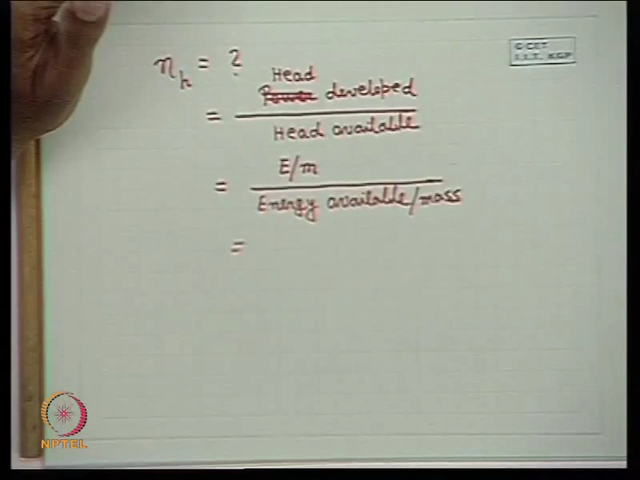 η_h = ?
© CET
I.I.T. KGP
Head
Power developed
= Head available
= E/m
Energy available/mass
=
NPTEL